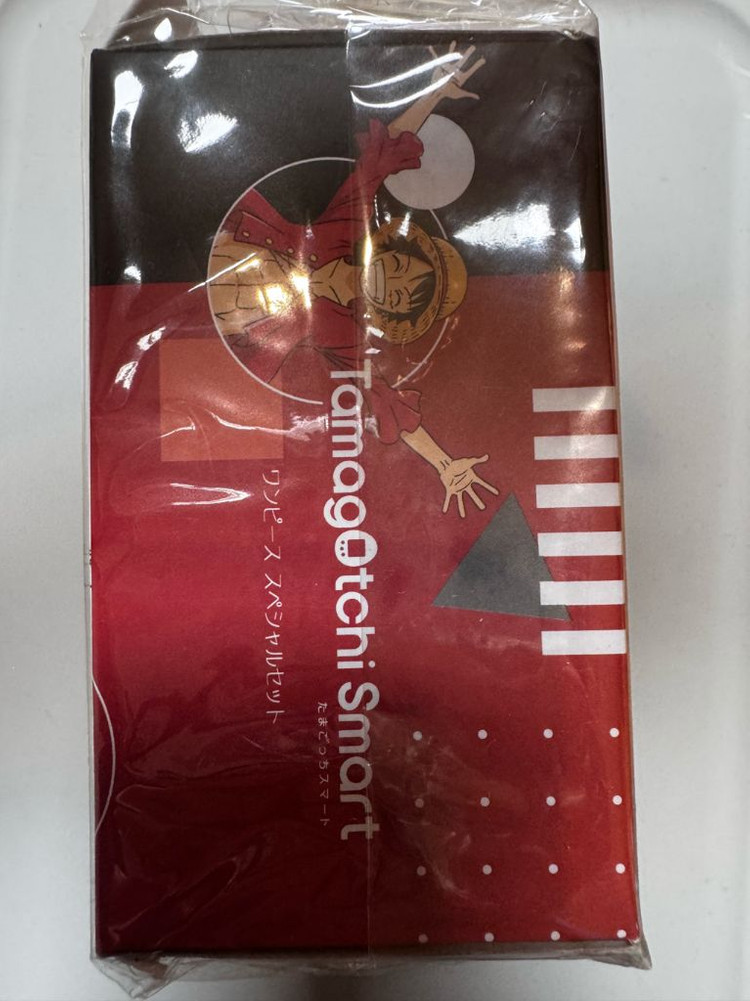 Tamagotchi Smart
たまごっちスマート
ワンピース スペシャルセット